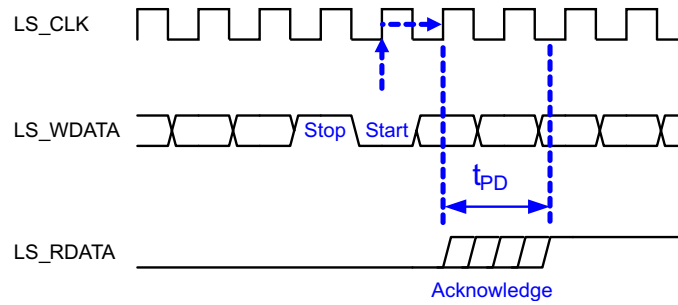 LS_CLK
LS_WDATA
Stop
Start
tPD
LS_RDATA
Acknowledge